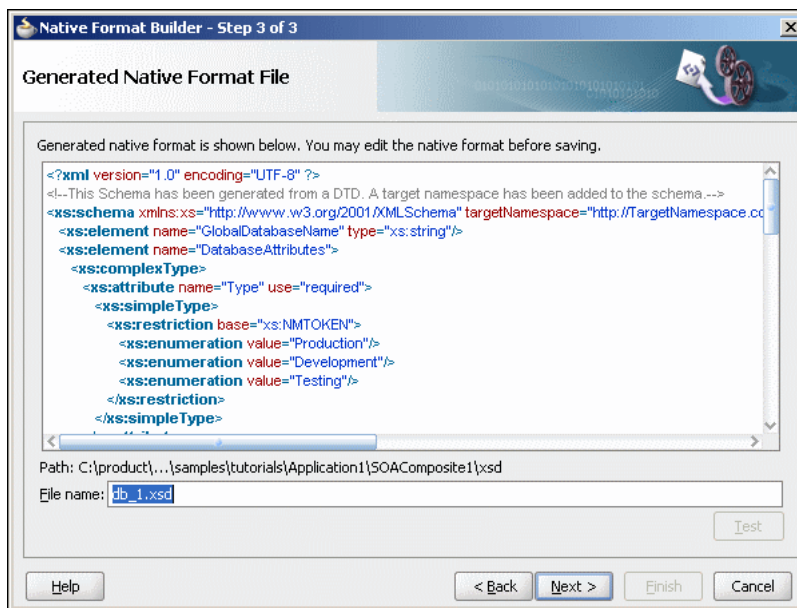 Native Format Builder - Step 3 of 3
Generated Native Format File
Generated native format is shown below. You may edit the native format before saving.
<?xml version="1.0" encoding="UTF-8" ?>
<!--This Schema has been generated from a DTD. A target namespace has been added to the schema.-->
<xs:schema xmlns:xs="http://www.w3.org/2001/XMLSchema" targetNamespace="http://TargetNamespace.co
<xs:element name="GlobalDatabaseName" type="xs:string"/>
<xs:element name="DatabaseAttributes">
<xs:complexType>
<xs:attribute name="Type" use="required">
<xs:simpleType>
<xs:restriction base="xs:NMTOKEN">
<xs:enumeration value="Production"/>
<xs:enumeration value="Development"/>
<xs:enumeration value="Testing"/>
</xs:restriction>
</xs:simpleType>
Path: C:\product\...\samples\tutorials\Application1\SOAComposite1\xsd
File name: db_1.xsd
Test
Help
< Back
Next >
Finish
Cancel